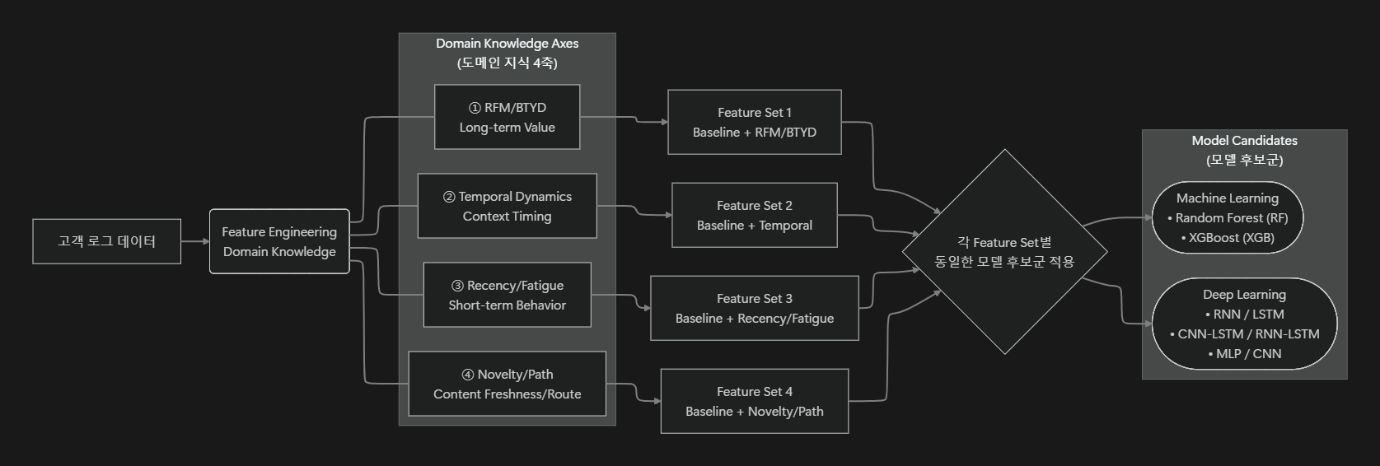 고객 로그 데이터
Feature Engineering
Domain Knowledge
Domain Knowledge Axes
(도메인 지식 4축)
① RFM/BTYD
Long-term Value
② Temporal Dynamics
Context Timing
③ Recency/Fatigue
Short-term Behavior
④ Novelty/Path
Content Freshness/Route
Feature Set 1
Baseline + RFM/BTYD
Feature Set 2
Baseline + Temporal
Feature Set 3
Baseline + Recency/Fatigue
Feature Set 4
Baseline + Novelty/Path
각 Feature Set별
동일한 모델 후보군 적용
Model Candidates
(모델 후보군)
Machine Learning
• Random Forest (RF)
• XGBoost (XGB)
Deep Learning
• RNN / LSTM
• CNN-LSTM / RNN-LSTM
• MLP / CNN